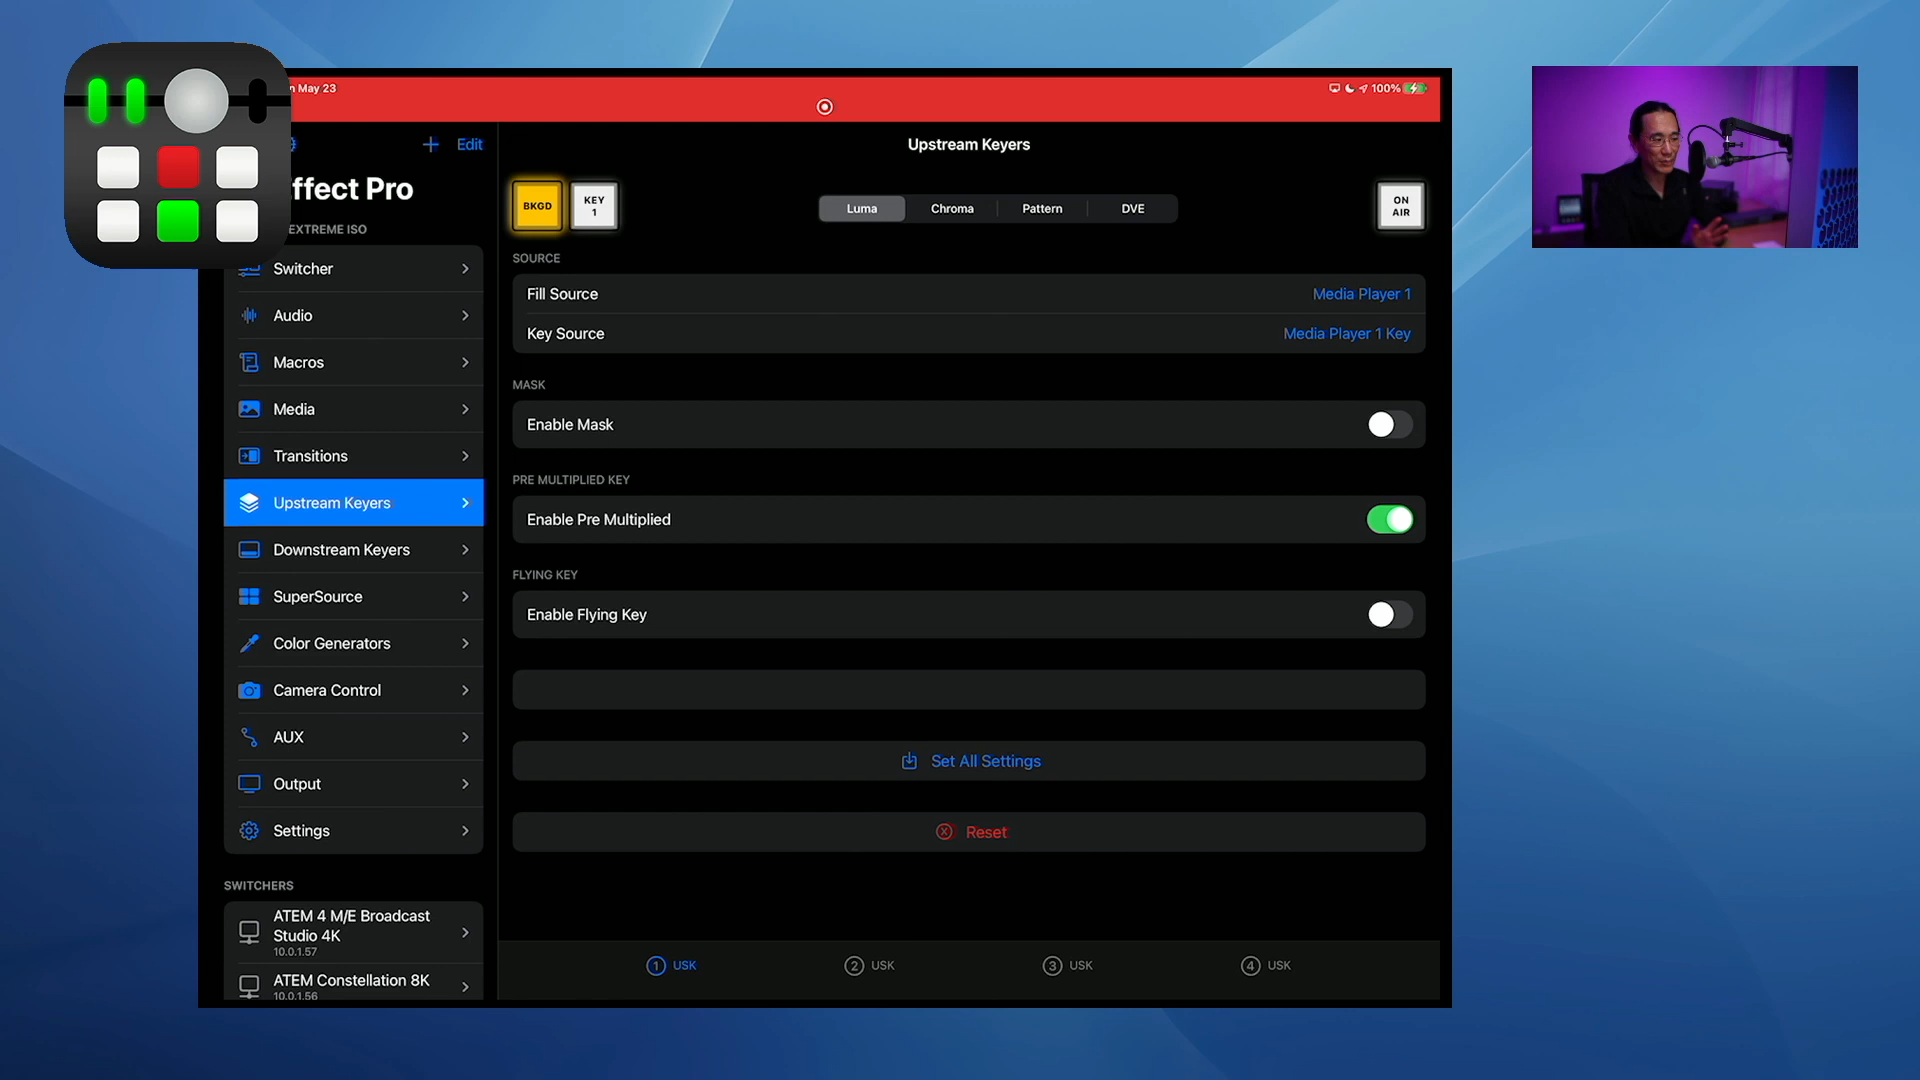 n May 23
100%
+ Edit
ffect Pro
EXTREME ISO
Switcher
Audio
Macros
Media
Transitions
Upstream Keyers
Downstream Keyers
SuperSource
Color Generators
Camera Control
AUX
Output
Settings
SWITCHERS
ATEM 4 M/E Broadcast
Studio 4K
10.0.1.57
ATEM Constellation 8K
10.0.1.56
Upstream Keyers
BKGD
KEY
1
Luma Chroma Pattern DVE
ON
AIR
SOURCE
Fill Source Media Player 1
Key Source Media Player 1 Key
MASK
Enable Mask
PRE MULTIPLIED KEY
Enable Pre Multiplied
FLYING KEY
Enable Flying Key
Set All Settings
Reset
1 USK 2 USK 3 USK 4 USK